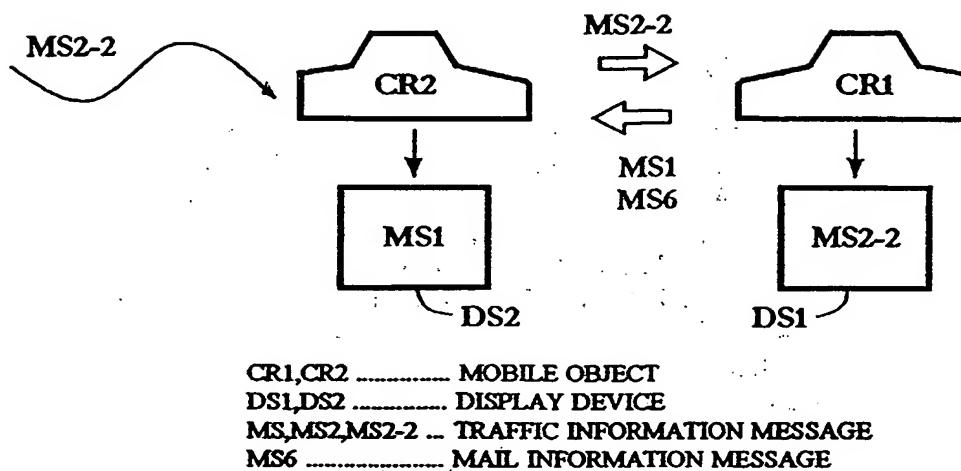 MS2-2
MS2-2
CR2
CR1
MS1
MS6
MS1
MS2-2
DS2
DS1
CR1,CR2 ................ MOBILE OBJECT
DS1,DS2 ................ DISPLAY DEVICE
MS,MS2,MS2-2 ... TRAFFIC INFORMATION MESSAGE
MS6 ....................... MAIL INFORMATION MESSAGE